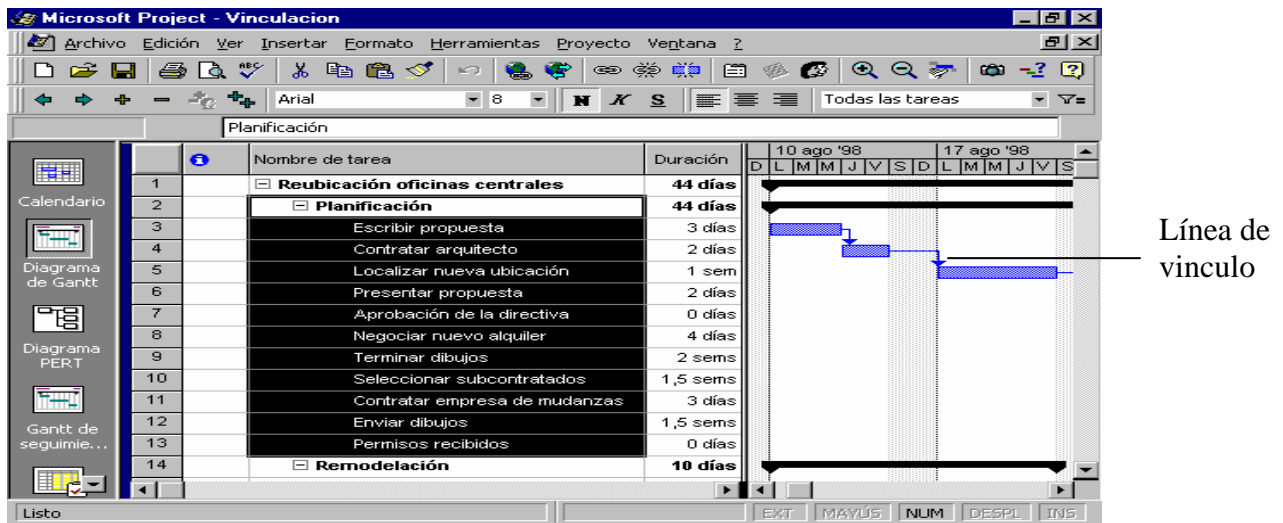 Microsoft Project - Vinculacion
Archivo Edición Ver Insertar Formato Herramientas Proyecto Ventana ?
Arial 8 N K S Todas las tareas
Planificación
Nombre de tarea Duración 10 ago '98 17 ago '98
D L M M J V S D L M M J V S
1 Reubicación oficinas centrales 44 días
2 Planificación 44 días
3 Escribir propuesta 3 días
4 Contratar arquitecto 2 días
5 Localizar nueva ubicación 1 sem
6 Presentar propuesta 2 días
7 Aprobación de la directiva 0 días
8 Negociar nuevo alquiler 4 días
9 Terminar dibujos 2 sems
10 Seleccionar subcontratados 1,5 sems
11 Contratar empresa de mudanzas 3 días
12 Enviar dibujos 1,5 sems
13 Permisos recibidos 0 días
14 Remodelación 10 días
Calendario
Diagrama
de Gantt
Diagrama
PERT
Gantt de
seguimie...
Línea de
vinculo
Listo EXT MAYÚS NUM DESPL INS